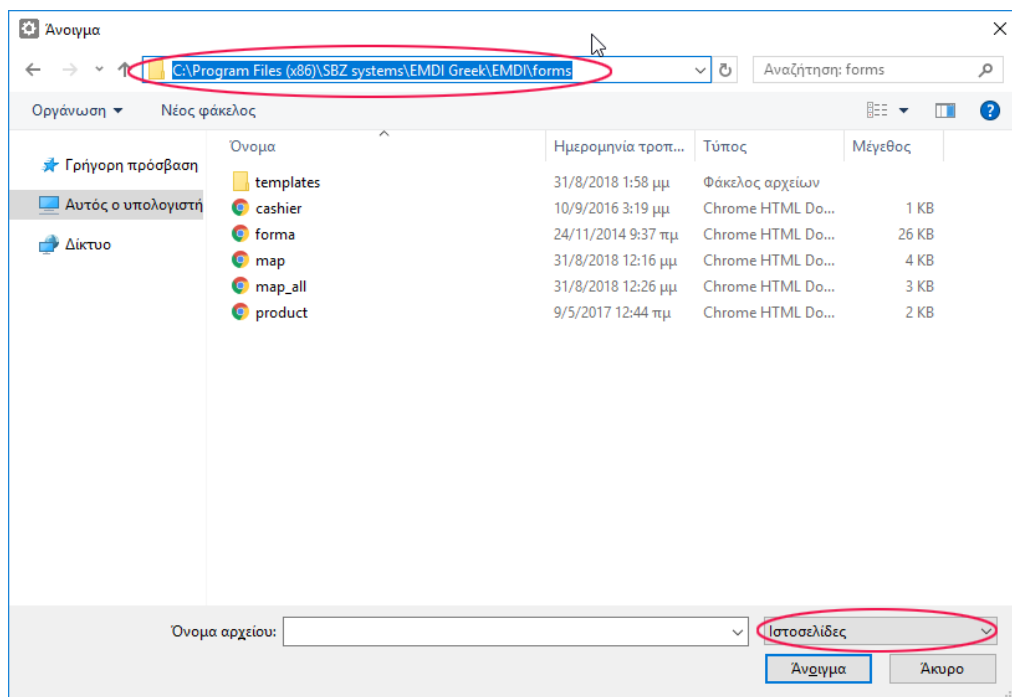 Άνοιγμα
C:\Program Files (x86)\SBZ systems\EMDI Greek\EMDI\forms
Αναζήτηση: forms
Οργάνωση Νέος φάκελος
Όνομα Ημερομηνία τροπ... Τύπος Μέγεθος
Γρήγορη πρόσβαση
Αυτός ο υπολογιστή
Δίκτυο
templates 31/8/2018 1:58 μμ Φάκελος αρχείων
cashier 10/9/2016 3:19 μμ Chrome HTML Do... 1 KB
forma 24/11/2014 9:37 πμ Chrome HTML Do... 26 KB
map 31/8/2018 12:16 μμ Chrome HTML Do... 4 KB
map_all 31/8/2018 12:26 μμ Chrome HTML Do... 3 KB
product 9/5/2017 12:44 πμ Chrome HTML Do... 2 KB
Όνομα αρχείου:
Ιστοσελίδες
Άνοιγμα Άκυρο